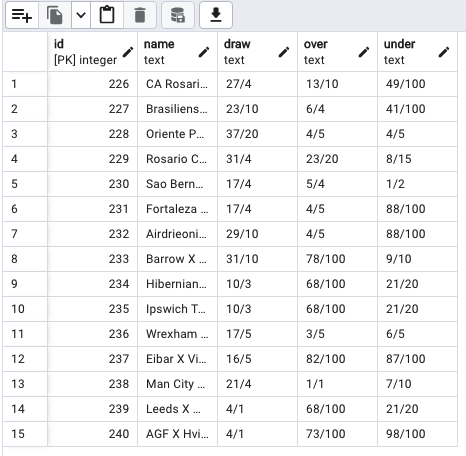 id name draw over under
[PK] integer text text text text
1 226 CA Rosari... 27/4 13/10 49/100
2 227 Brasiliens... 23/10 6/4 41/100
3 228 Oriente P... 37/20 4/5 4/5
4 229 Rosario C... 31/4 23/20 8/15
5 230 Sao Bern... 17/4 5/4 1/2
6 231 Fortaleza ... 17/4 4/5 88/100
7 232 Airdrieoni... 29/10 4/5 88/100
8 233 Barrow X ... 31/10 78/100 9/10
9 234 Hibernian... 10/3 68/100 21/20
10 235 Ipswich T... 10/3 68/100 21/20
11 236 Wrexham ... 17/5 3/5 6/5
12 237 Eibar X Vi... 16/5 82/100 87/100
13 238 Man City ... 21/4 1/1 7/10
14 239 Leeds X ... 4/1 68/100 21/20
15 240 AGF X Hvi... 4/1 73/100 98/100